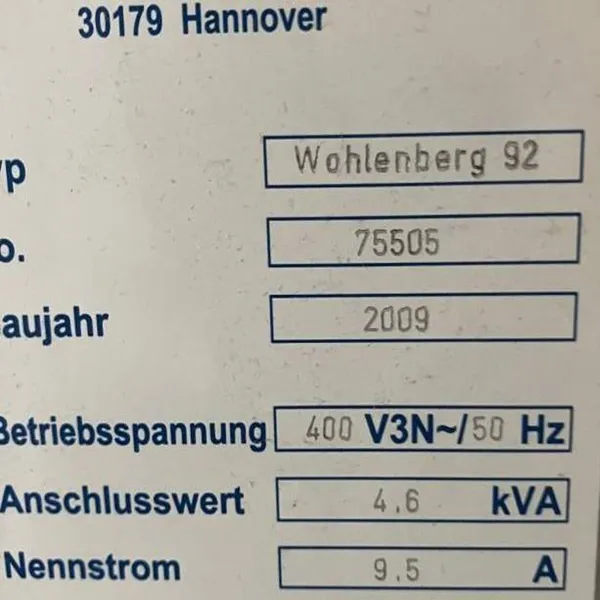 30179 Hannover
yp Wohlenberg 92
o. 75505
aujahr 2009
Betriebsspannung 400 V3N~/50 Hz
Anschlusswert 4.6 kVA
Nennstrom 9.5 A